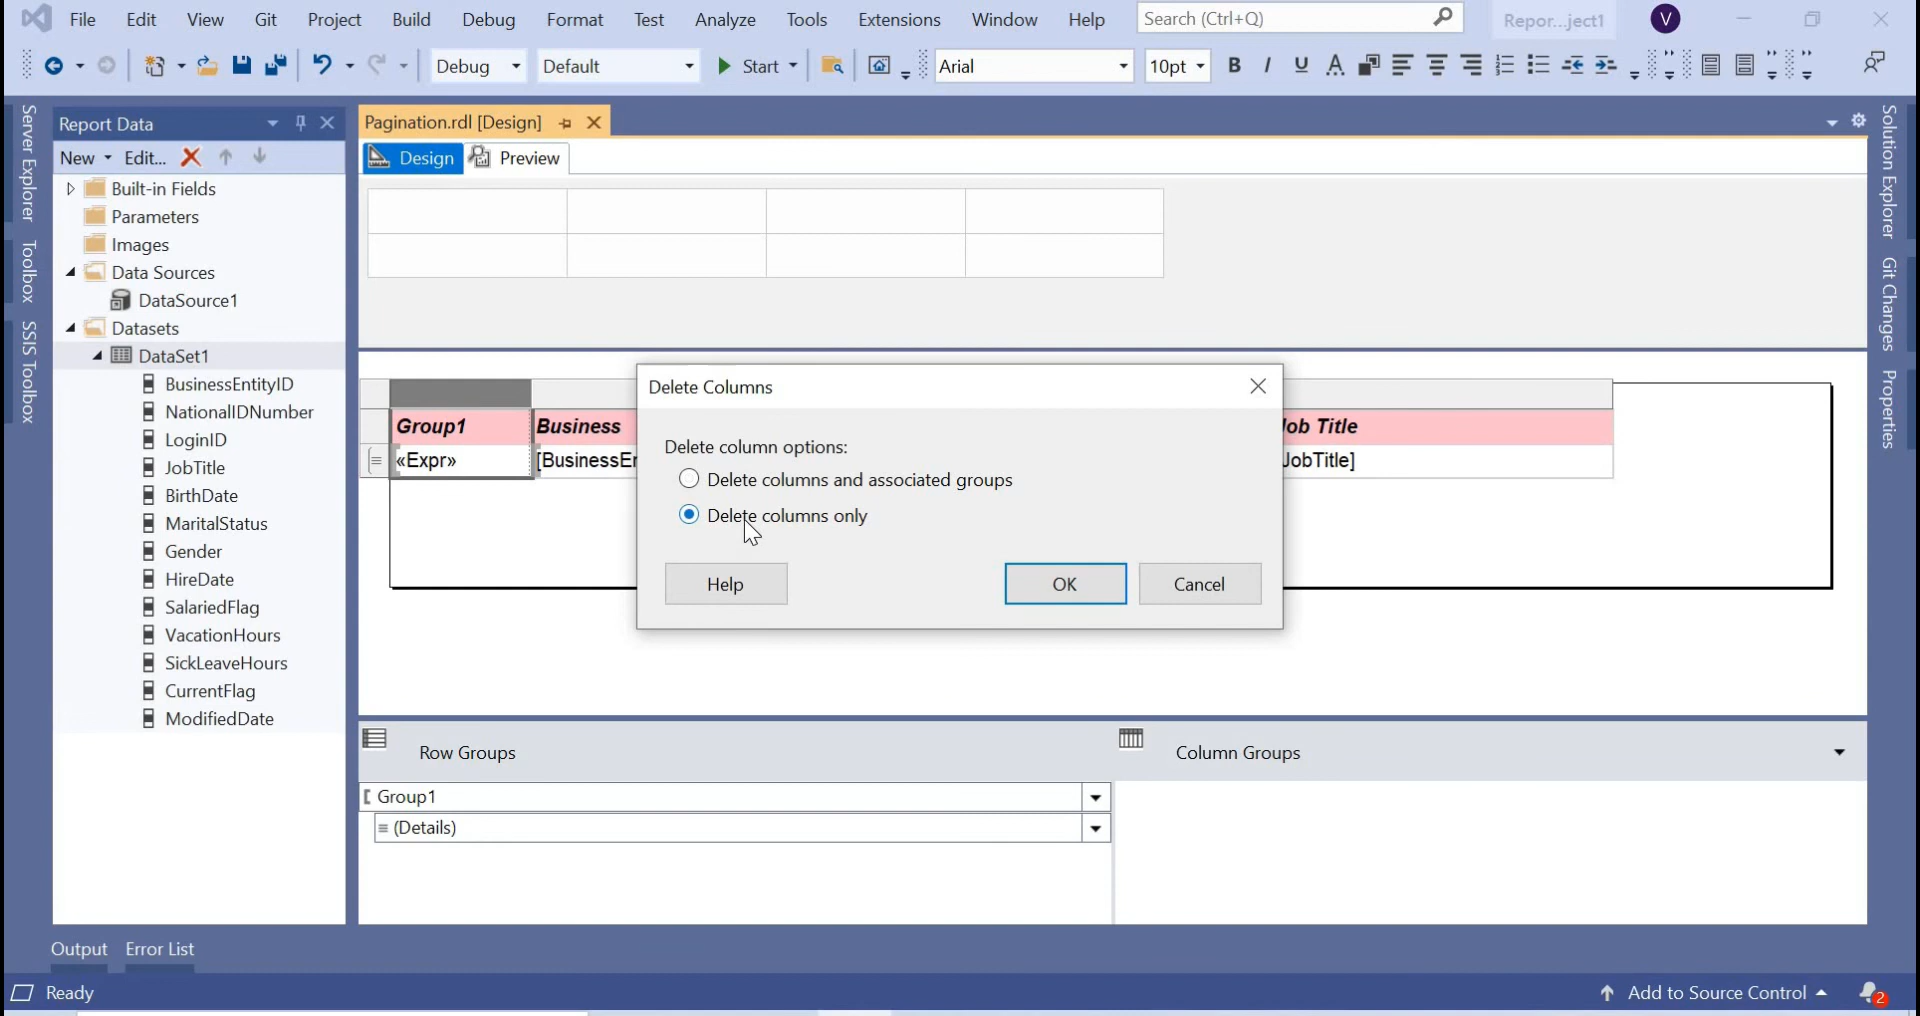 File Edit View Git Project Build Debug Format Test Analyze Tools Extensions Window Help Search (Ctrl+Q) Repor...ject1 V
Debug Default Start Arial 10pt B I U A
Server Explorer
Toolbox
SSIS Toolbox
Report Data
New Edit...
Built-in Fields
Parameters
Images
Data Sources
DataSource1
Datasets
DataSet1
BusinessEntityID
NationalIDNumber
LoginID
JobTitle
BirthDate
MaritalStatus
Gender
HireDate
SalariedFlag
VacationHours
SickLeaveHours
CurrentFlag
ModifiedDate
Pagination.rdl [Design]
Design Preview
Group1 Business ob Title
«Expr» [BusinessEn JobTitle]
Delete Columns
Delete column options:
Delete columns and associated groups
Delete columns only
Help OK Cancel
Row Groups Column Groups
Group1
(Details)
Solution Explorer
Git Changes
Properties
Output Error List
Ready Add to Source Control 2